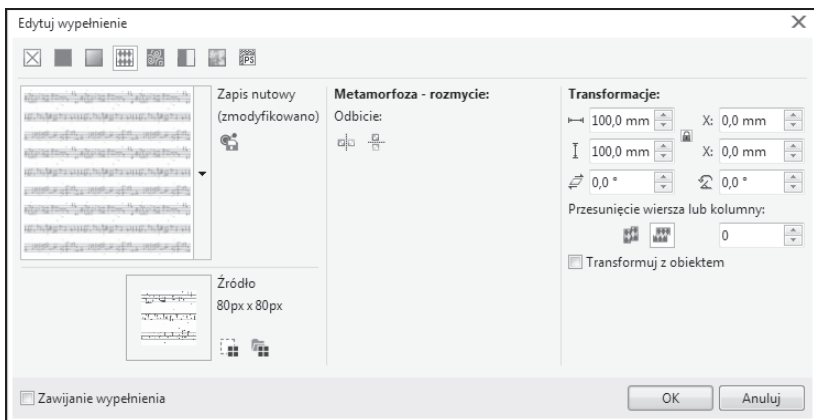 Edytuj wypełnienie
PS
Zapis nutowy
(zmodyfikowano)
Metamorfoza - rozmycie:
Odbicie:
Transformacje:
100,0 mm X: 0,0 mm
100,0 mm X: 0,0 mm
0,0 ° 0,0 °
Przesunięcie wiersza lub kolumny:
0
Transformuj z obiektem
Źródło
80px x 80px
Zawijanie wypełnienia
OK Anuluj